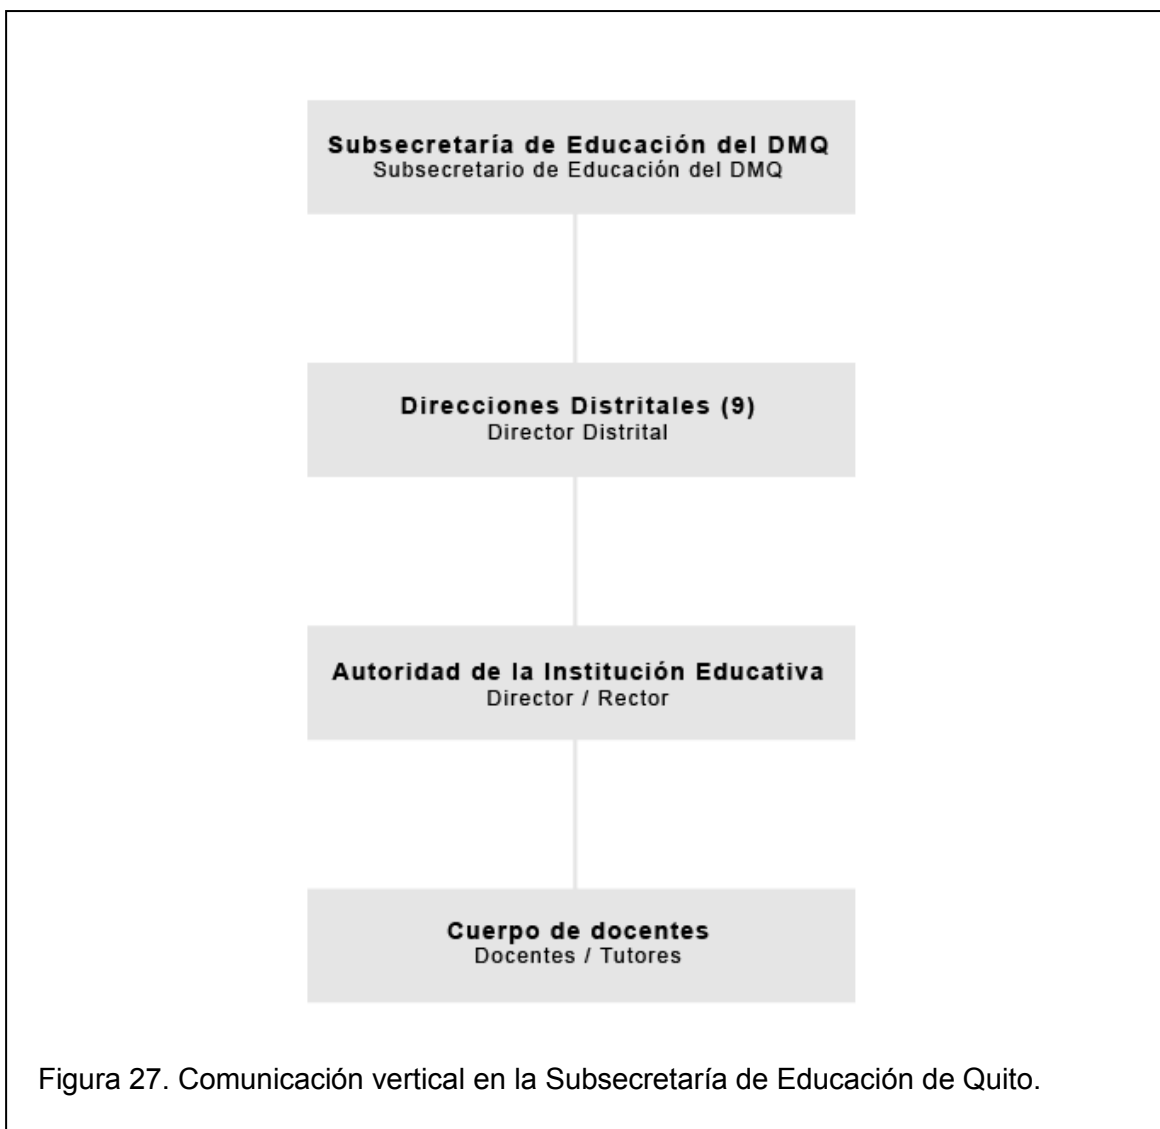 Subsecretaría de Educación del DMQ
Subsecretario de Educación del DMQ
Direcciones Distritales (9)
Director Distrital
Autoridad de la Institución Educativa
Director / Rector
Cuerpo de docentes
Docentes / Tutores
Figura 27. Comunicación vertical en la Subsecretaría de Educación de Quito.